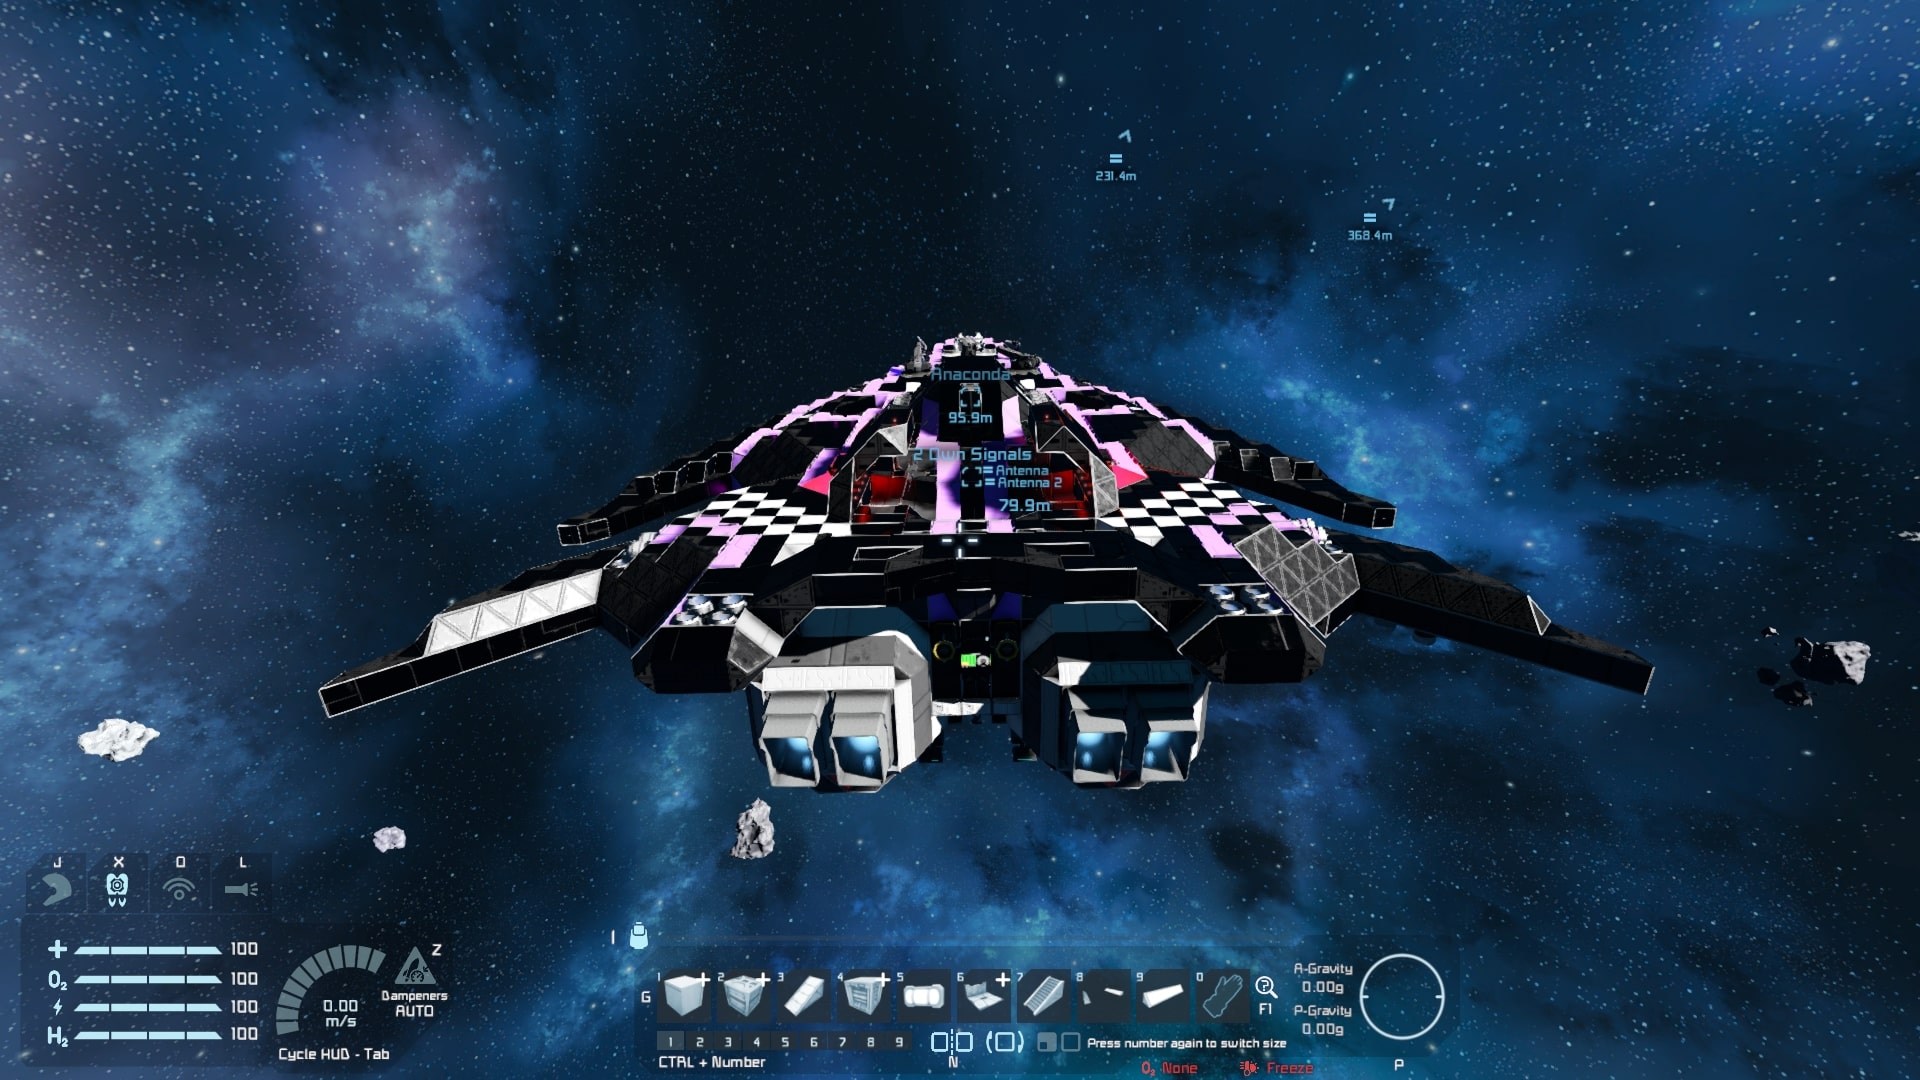 231.4m
368.4m
Anaconda
95.9m
2 Own Signals
Antenna
Antenna 2
79.9m
J X O L
100
O2 100
100
H2 100
0.00
m/s
Z
Dampeners
AUTO
Cycle HUD - Tab
I
G
1 2 3 4 5 6 7 8 9 0
F1
1 2 3 4 5 6 7 8 9
CTRL + Number
N
Press number again to switch size
O2 None
Freeze
A-Gravity
0.00g
P-Gravity
0.00g
P